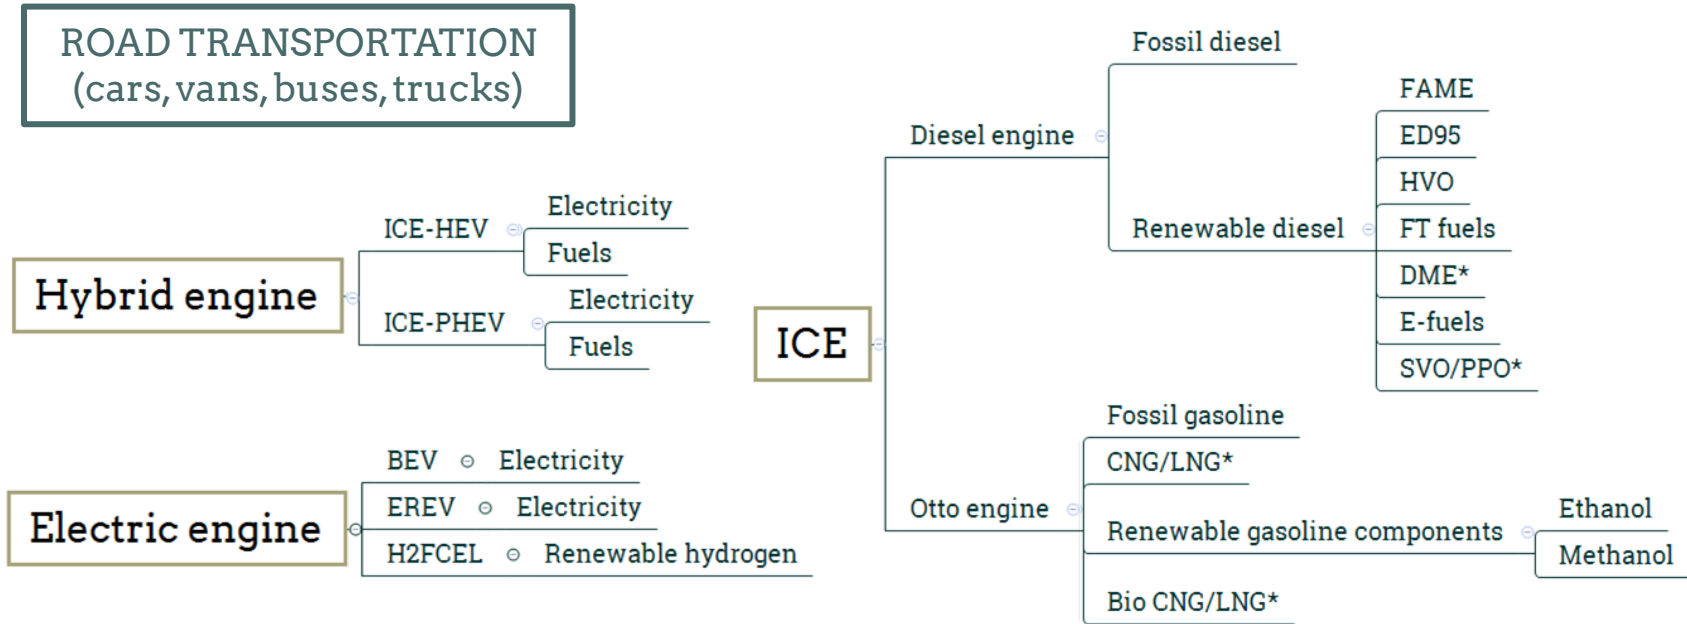 ROAD TRANSPORTATION
(cars, vans, buses, trucks)
Hybrid engine
ICE-HEV
Electricity
Fuels
ICE-PHEV
Electricity
Fuels
Electric engine
BEV
Electricity
EREV
Electricity
H2FCEL
Renewable hydrogen
ICE
Diesel engine
Fossil diesel
Renewable diesel
FAME
ED95
HVO
FT fuels
DME*
E-fuels
SVO/PPO*
Otto engine
Fossil gasoline
CNG/LNG*
Renewable gasoline components
Ethanol
Methanol
Bio CNG/LNG*